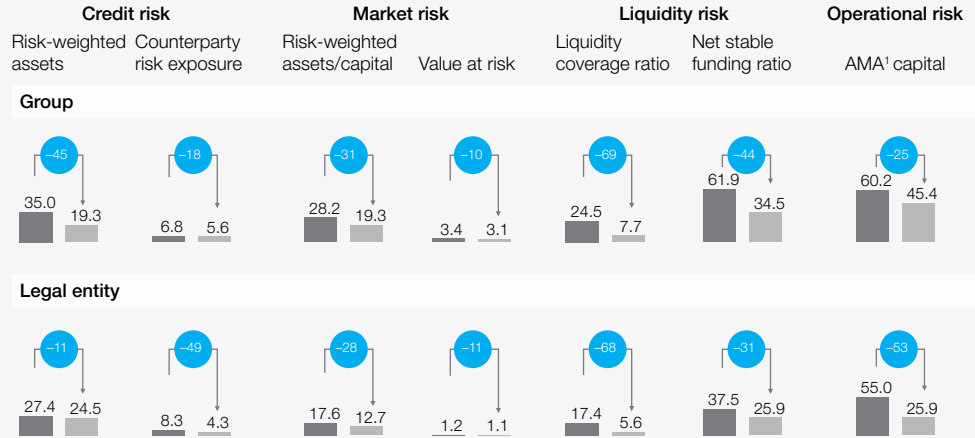 Credit risk Market risk Liquidity risk Operational risk
Risk-weighted assets Counterparty risk exposure Risk-weighted assets/capital Value at risk Liquidity coverage ratio Net stable funding ratio AMA¹ capital
Group
–45 –18 –31 –10 –69 –44 –25
35.0 19.3 6.8 5.6 28.2 19.3 3.4 3.1 24.5 7.7 61.9 34.5 60.2 45.4
Legal entity
–11 –49 –28 –11 –68 –31 –53
27.4 24.5 8.3 4.3 17.6 12.7 1.2 1.1 17.4 5.6 37.5 25.9 55.0 25.9